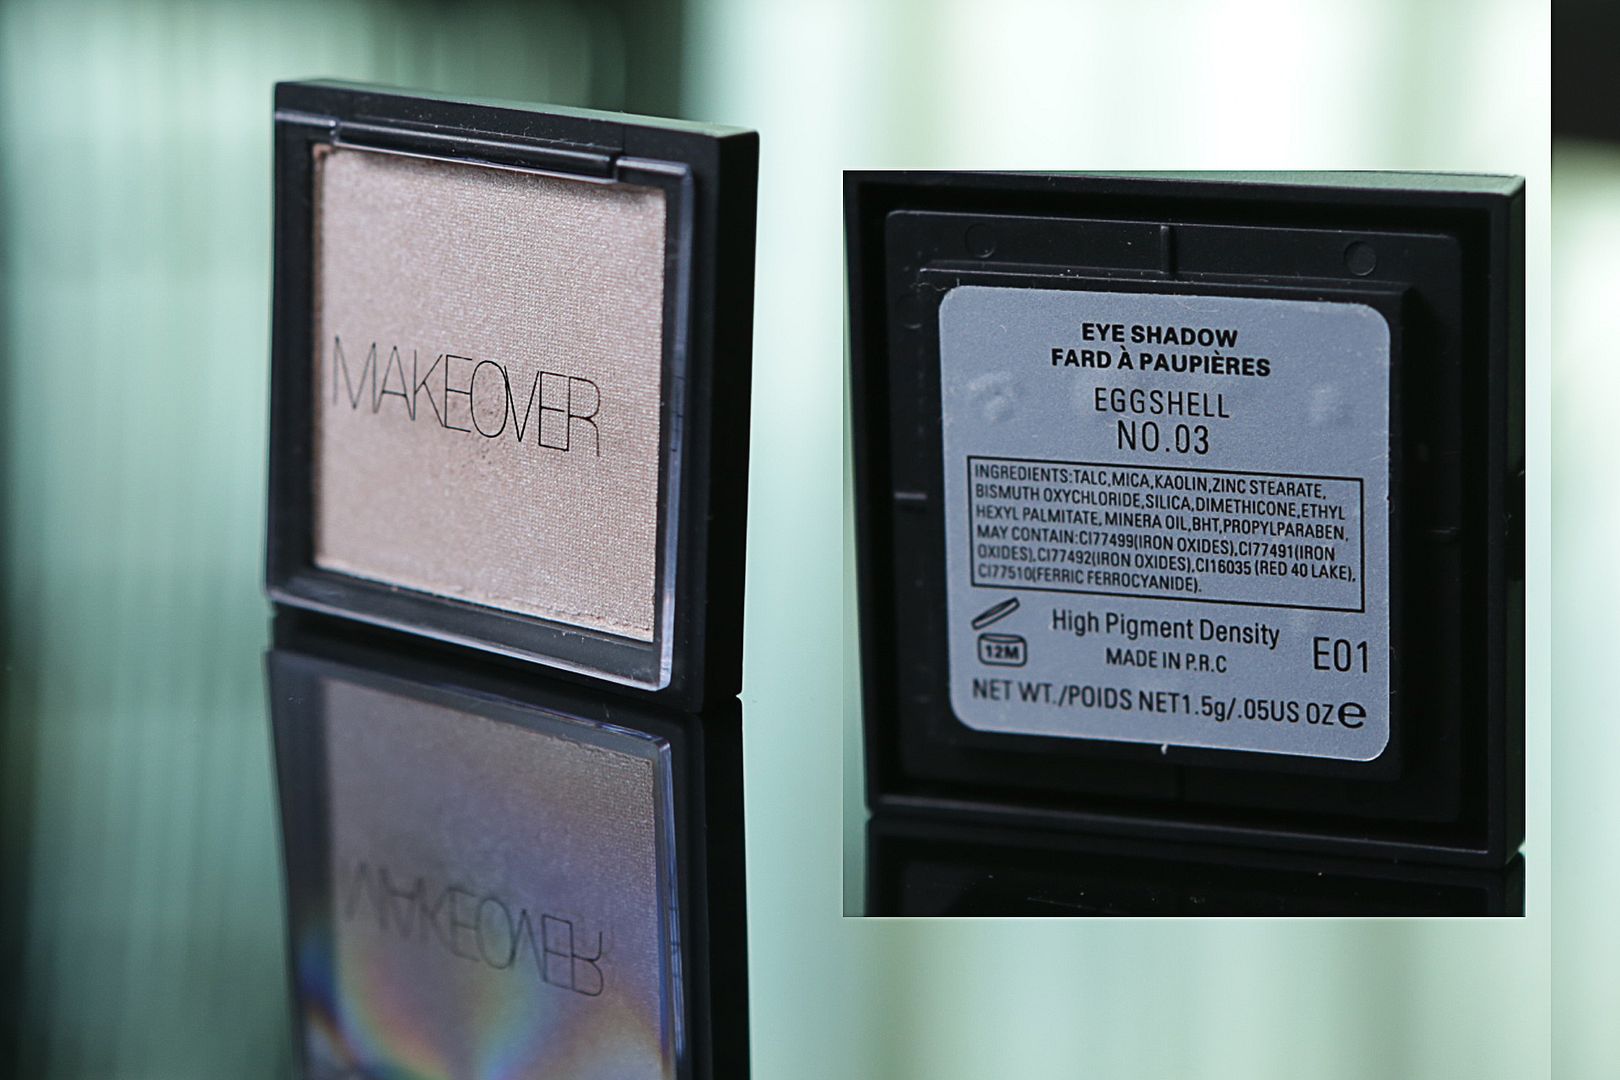 MAKEOVER
EYE SHADOW
FARD À PAUPIÈRES
EGGSHELL
NO.03
INGREDIENTS:TALC,MICA,KAOLIN,ZINC STEARATE,
BISMUTH OXYCHLORIDE,SILICA,DIMETHICONE,ETHYL
HEXYL PALMITATE, MINERA OIL,BHT,PROPYLPARABEN,
MAY CONTAIN:CI77499(IRON OXIDES),CI77491(IRON
OXIDES),CI77492(IRON OXIDES),CI16035 (RED 40 LAKE),
CI77510(FERRIC FERROCYANIDE).
12M
High Pigment Density
MADE IN P.R.C
E01
NET WT./POIDS NET1.5g/.05US OZ e
MAKEOVER